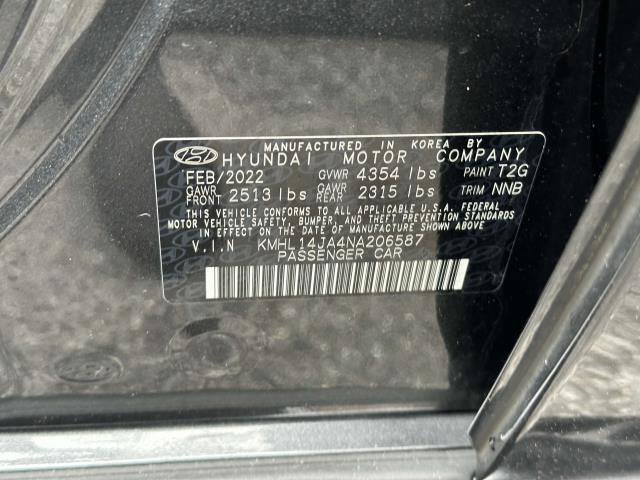 MANUFACTURED IN KOREA BY
HYUNDAI MOTOR COMPANY
FEB/2022 GVWR 4354 lbs PAINT T2G
GAWR FRONT 2513 lbs GAWR REAR 2315 lbs TRIM NNB
THIS VEHICLE CONFORMS TO ALL APPLICABLE U.S.A FEDERAL
MOTOR VEHICLE SAFETY, BUMPER, AND THEFT PREVENTION STANDARDS
IN EFFECT ON THE DATE OF MANUFACTURE SHOWN ABOVE
V.I.N KMHL14JA4NA206587
PASSENGER CAR